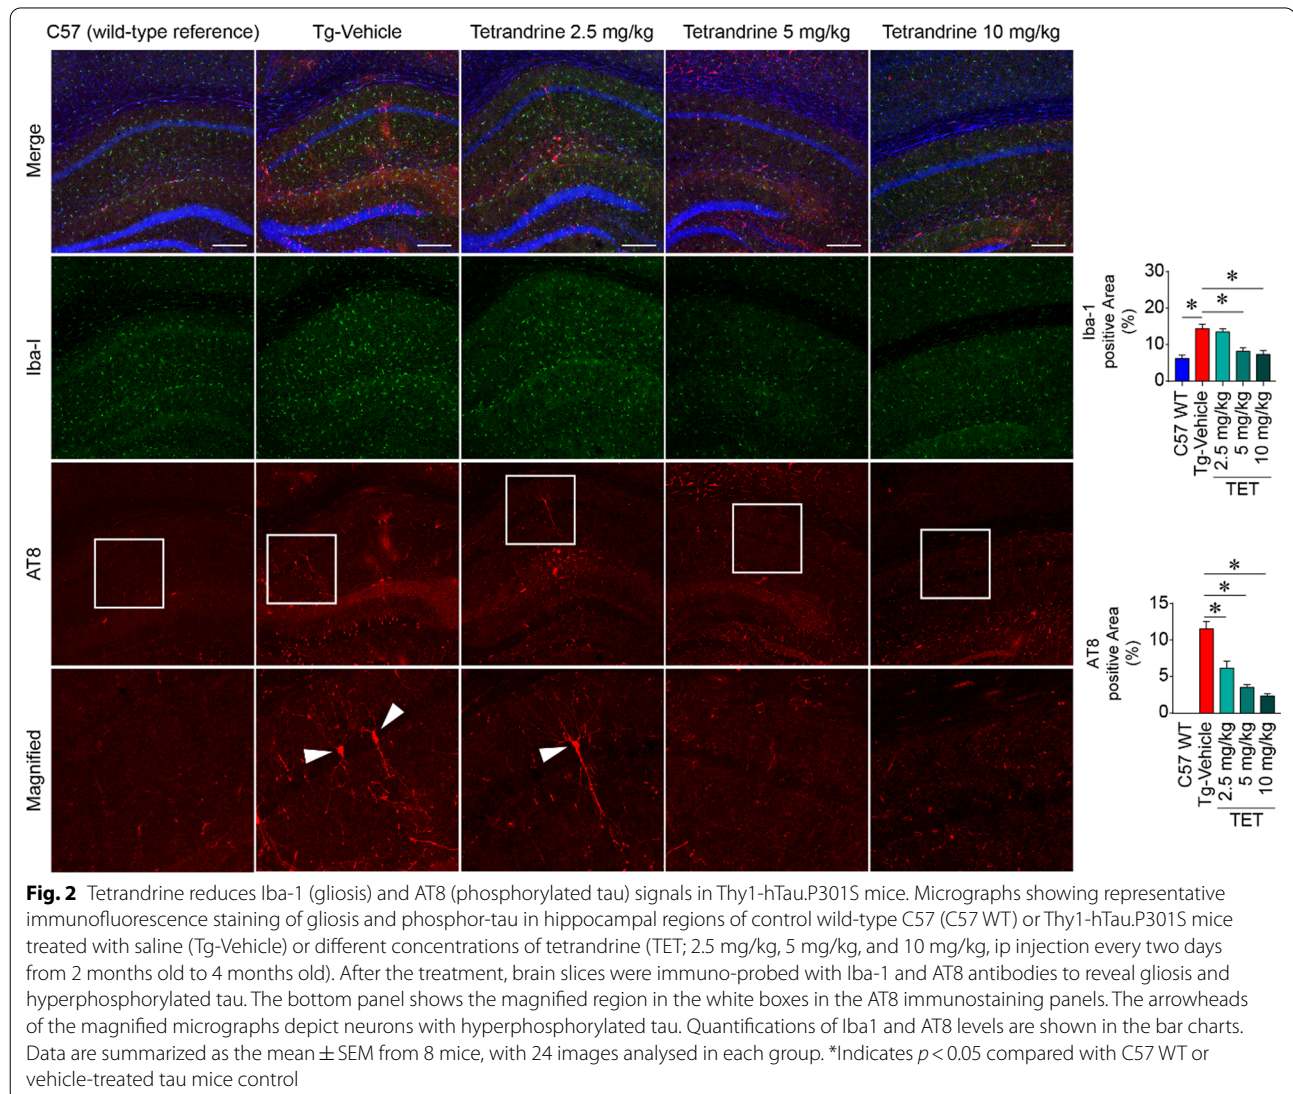 C57 (wild-type reference)
Tg-Vehicle
Tetrandrine 2.5 mg/kg
Tetrandrine 5 mg/kg
Tetrandrine 10 mg/kg
Merge
Iba-I
AT8
Magnified
Iba-1
positive Area
(%)
30
20
10
0
*
*
*
C57 WT
Tg-Vehicle
2.5 mg/kg
5 mg/kg
10 mg/kg
TET
AT8
positive Area
(%)
15
10
5
0
*
*
*
C57 WT
Tg-Vehicle
2.5 mg/kg
5 mg/kg
10 mg/kg
TET
Fig. 2 Tetrandrine reduces Iba-1 (gliosis) and AT8 (phosphorylated tau) signals in Thy1-hTau.P301S mice. Micrographs showing representative
immunofluorescence staining of gliosis and phosphor-tau in hippocampal regions of control wild-type C57 (C57 WT) or Thy1-hTau.P301S mice
treated with saline (Tg-Vehicle) or different concentrations of tetrandrine (TET; 2.5 mg/kg, 5 mg/kg, and 10 mg/kg, ip injection every two days
from 2 months old to 4 months old). After the treatment, brain slices were immuno-probed with Iba-1 and AT8 antibodies to reveal gliosis and
hyperphosphorylated tau. The bottom panel shows the magnified region in the white boxes in the AT8 immunostaining panels. The arrowheads
of the magnified micrographs depict neurons with hyperphosphorylated tau. Quantifications of Iba1 and AT8 levels are shown in the bar charts.
Data are summarized as the mean ± SEM from 8 mice, with 24 images analysed in each group. *Indicates p < 0.05 compared with C57 WT or
vehicle-treated tau mice control